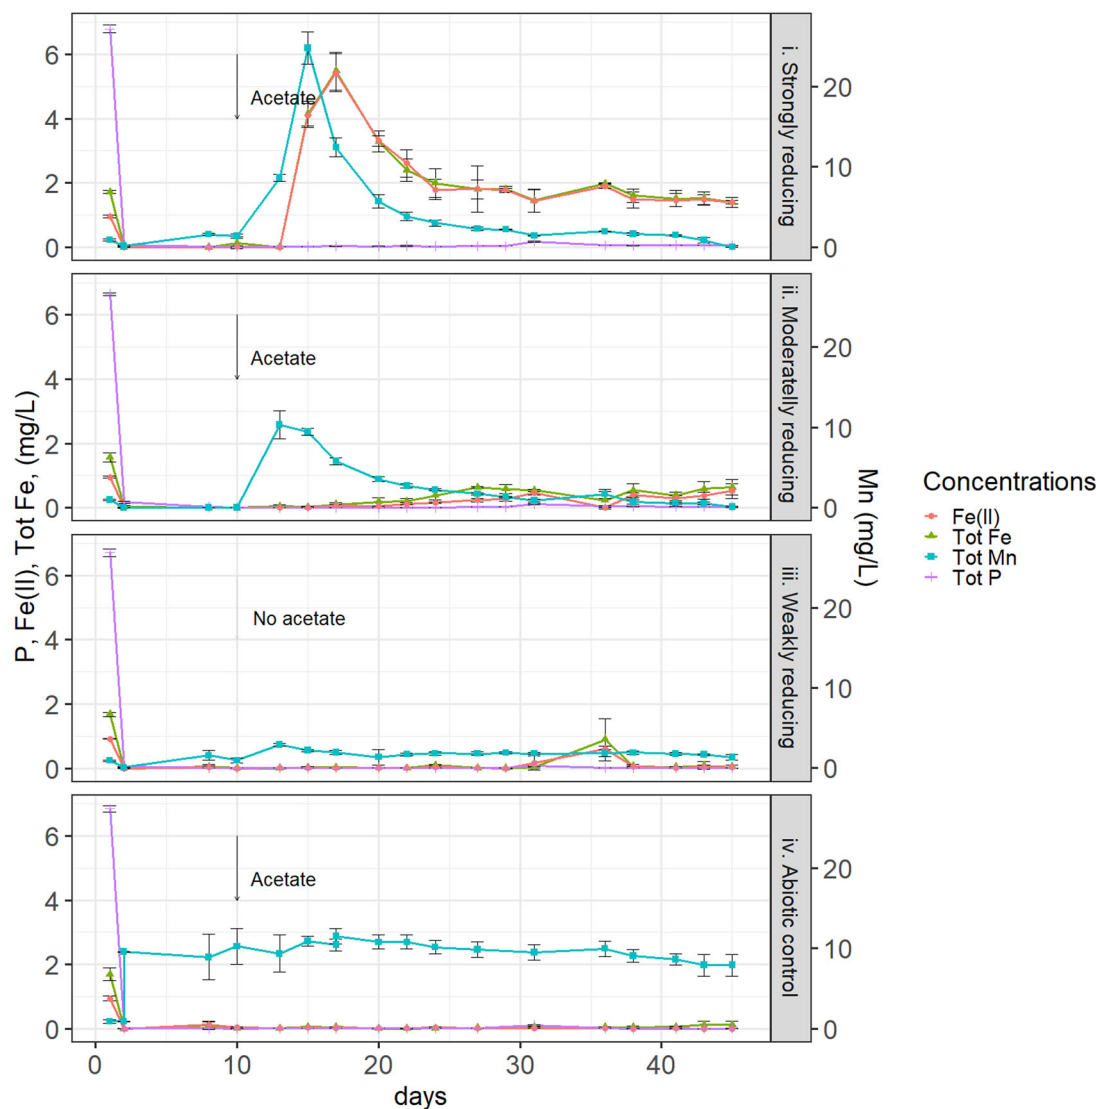 6
4
2
0
Acetate
20
10
0
i. Strongly reducing
6
4
2
0
Acetate
20
10
0
ii. Moderatelly reducing
6
4
2
0
No acetate
20
10
0
iii. Weakly reducing
6
4
2
0
Acetate
20
10
0
iv. Abiotic control
0
10
20
30
40
days
P, Fe(II), Tot Fe, (mg/L)
Mn (mg/L)
Concentrations
Fe(II)
Tot Fe
Tot Mn
Tot P